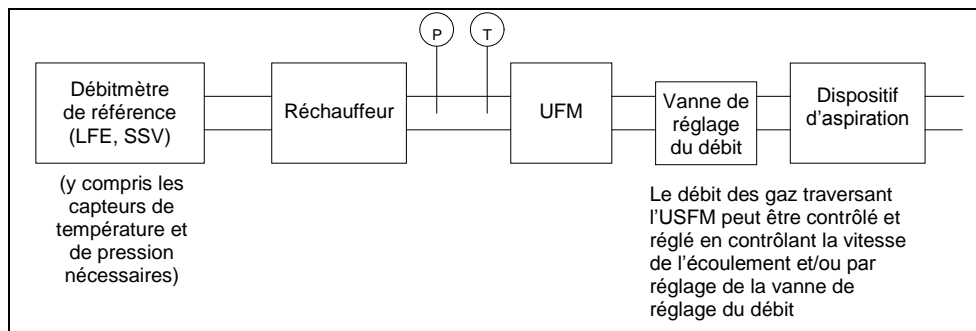 P
T
Débitmètre
de référence
(LFE, SSV)
Réchauffeur
UFM
Vanne de
réglage
du débit
Dispositif
d'aspiration
(y compris les
capteurs de
température et
de pression
nécessaires)
Le débit des gaz traversant
l'USFM peut être contrôlé et
réglé en contrôlant la vitesse
de l'écoulement et/ou par
réglage de la vanne de
réglage du débit